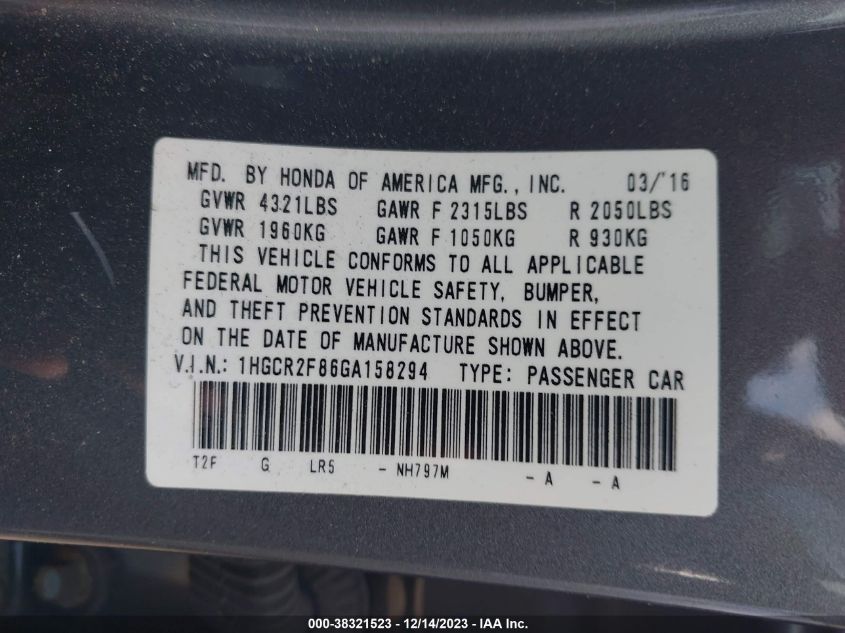 MFD. BY HONDA OF AMERICA MFG., INC. 03/'16
GVWR 4321LBS GAWR F 2315LBS R 2050LBS
GVWR 1960KG GAWR F 1050KG R 930KG
THIS VEHICLE CONFORMS TO ALL APPLICABLE
FEDERAL MOTOR VEHICLE SAFETY, BUMPER,
AND THEFT PREVENTION STANDARDS IN EFFECT
ON THE DATE OF MANUFACTURE SHOWN ABOVE.
V.I.N.: 1HGCR2F86GA158294 TYPE: PASSENGER CAR
T2F G LR5 - NH797M - A - A
000-38321523 - 12/14/2023 - IAA Inc.